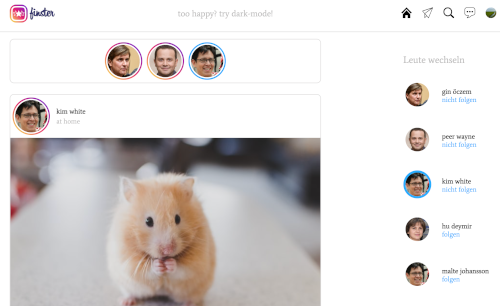 finster
too happy! try dark-mode!
kim white
at home
Leute wechseln
gin öczem
nicht folgen
peer wayne
nicht folgen
kim white
nicht folgen
hu deymir
folgen
malte johansson
folgen